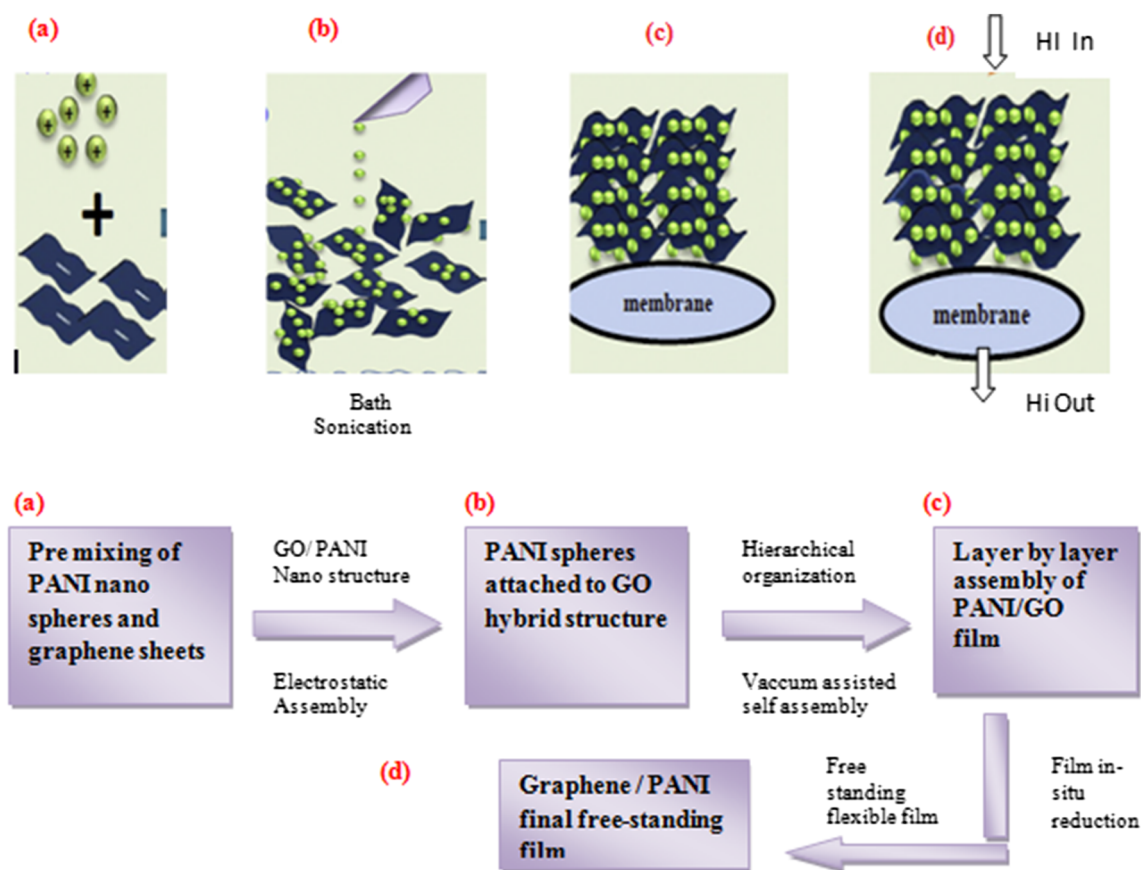 (a)
(b)
(c)
(d)
HI In
+
membrane
membrane
Hi Out
Bath
Sonication
(a)
Pre mixing of
PANI nano
spheres and
graphene sheets
GO/ PANI
Nano structure
Electrostatic
Assembly
(b)
PANI spheres
attached to GO
hybrid structure
Hierarchical
organization
Vaccum assisted
self assembly
(c)
Layer by layer
assembly of
PANI/GO
film
(d)
Graphene / PANI
final free-standing
film
Free
standing
flexible film
Film in-
situ
reduction